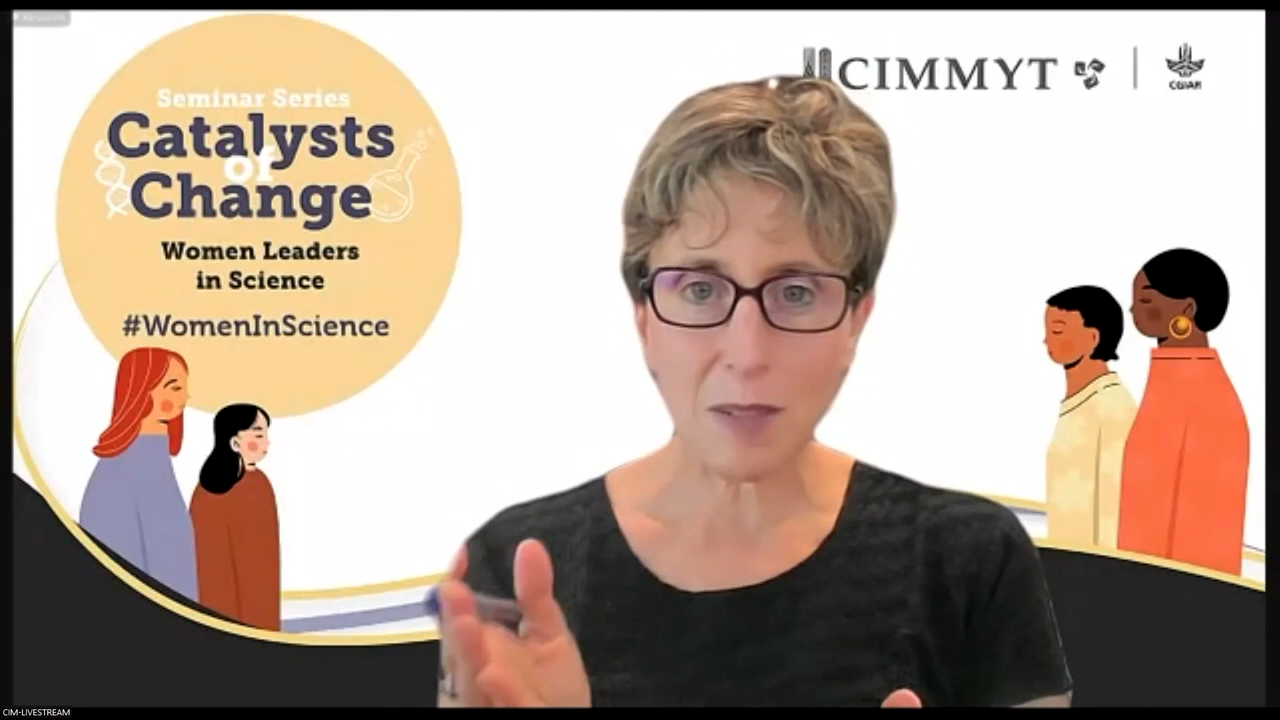 Seminar Series
Catalysts
of
Change
Women Leaders
in Science
#WomenInScience
CIMMYT
CGIAR
CIM-LIVESTREAM